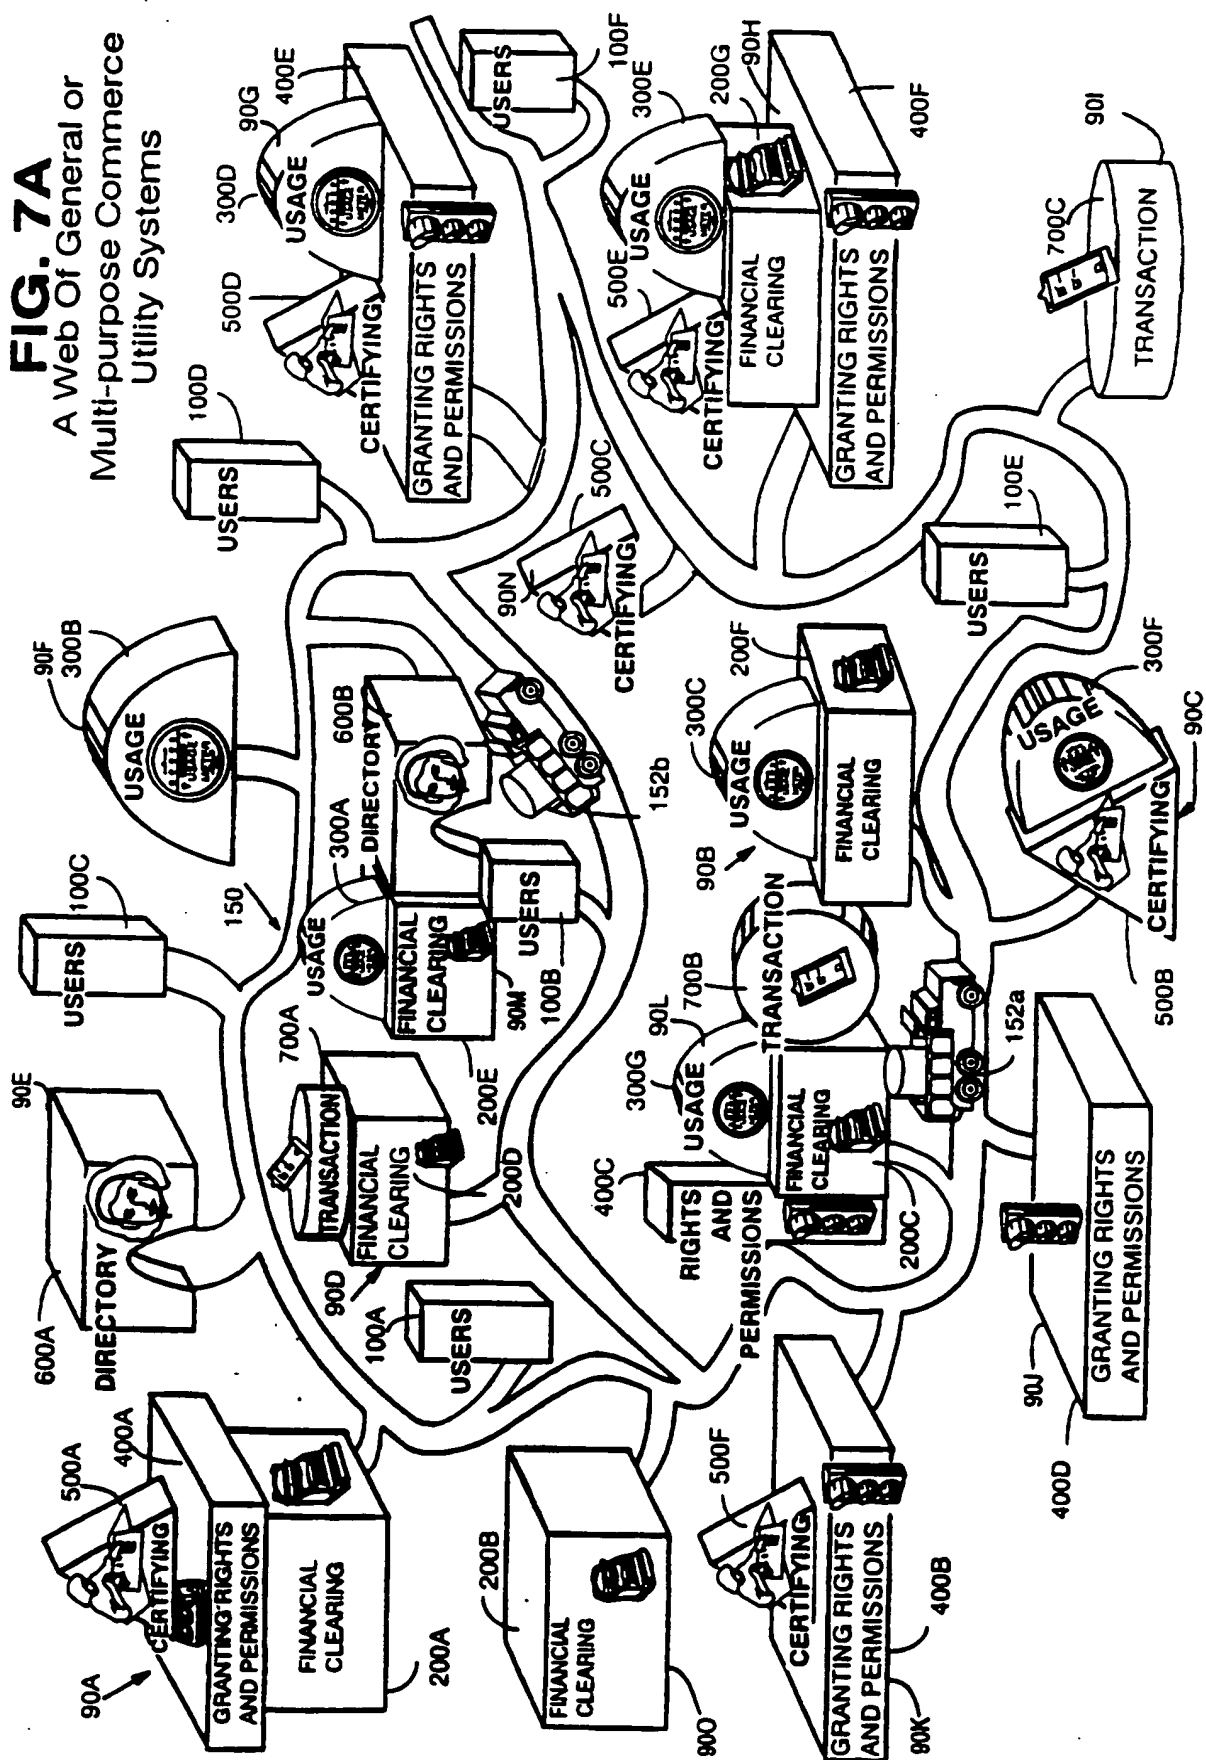 FIG. 7A
A Web Of General or
Multi-purpose Commerce
Utility Systems
90A
500A
400A
CERTIFYING
GRANTING RIGHTS
AND PERMISSIONS
FINANCIAL
CLEARING
200A
600A
90E
DIRECTORY
100C
USERS
150
90F
300B
USAGE
100D
USERS
500D
300D
90G
USAGE
400E
CERTIFYING
GRANTING RIGHTS
AND PERMISSIONS
USERS
100F
700A
TRANSACTION
FINANCIAL
CLEARING
90D
200D
100A
USERS
USAGE
300A
FINANCIAL
CLEARING
90M
200E
DIRECTORY
600B
USERS
100B
152b
90N
500C
CERTIFYING
500E
300E
USAGE
200G
90H
CERTIFYING
FINANCIAL
CLEARING
GRANTING RIGHTS
AND PERMISSIONS
400F
200B
FINANCIAL
CLEARING
90O
400C
RIGHTS AND
PERMISSIONS
300G
90L
USAGE
700B
TRANSACTION
FINANCIAL
CLEARING
200C
152a
90B
300C
USAGE
200F
FINANCIAL
CLEARING
USERS
100E
700C
90I
TRANSACTION
500F
CERTIFYING
GRANTING RIGHTS
AND PERMISSIONS
400B
90K
90J
GRANTING RIGHTS
AND PERMISSIONS
400D
USAGE
300F
CERTIFYING
90C
500B